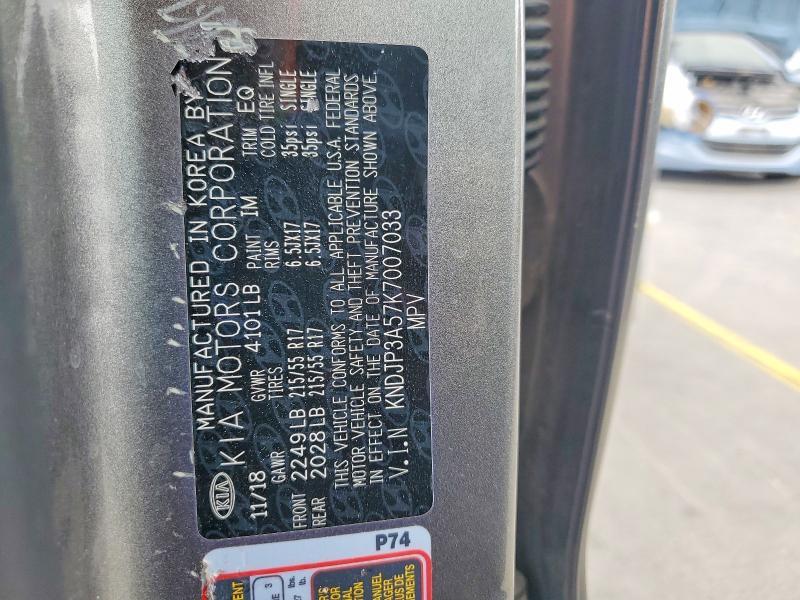 MANUFACTURED IN KOREA BY
KIA KIA MOTORS CORPORATION
11/18 GVWR 4101LB PAINT IM TRIM EQ
GAWR TIRES RIMS COLD TIRE INFL
FRONT 2249LB 215/55 R17 6.5JX17 35psi SINGLE
REAR 2028LB 215/55 R17 6.5JX17 35psi SINGLE
THIS VEHICLE CONFORMS TO ALL APPLICABLE U.S.A. FEDERAL
MOTOR VEHICLE SAFETY AND THEFT PREVENTION STANDARDS
IN EFFECT ON THE DATE OF MANUFACTURE SHOWN ABOVE.
V.I.N KNDJP3A57K7007033
MPV
P74